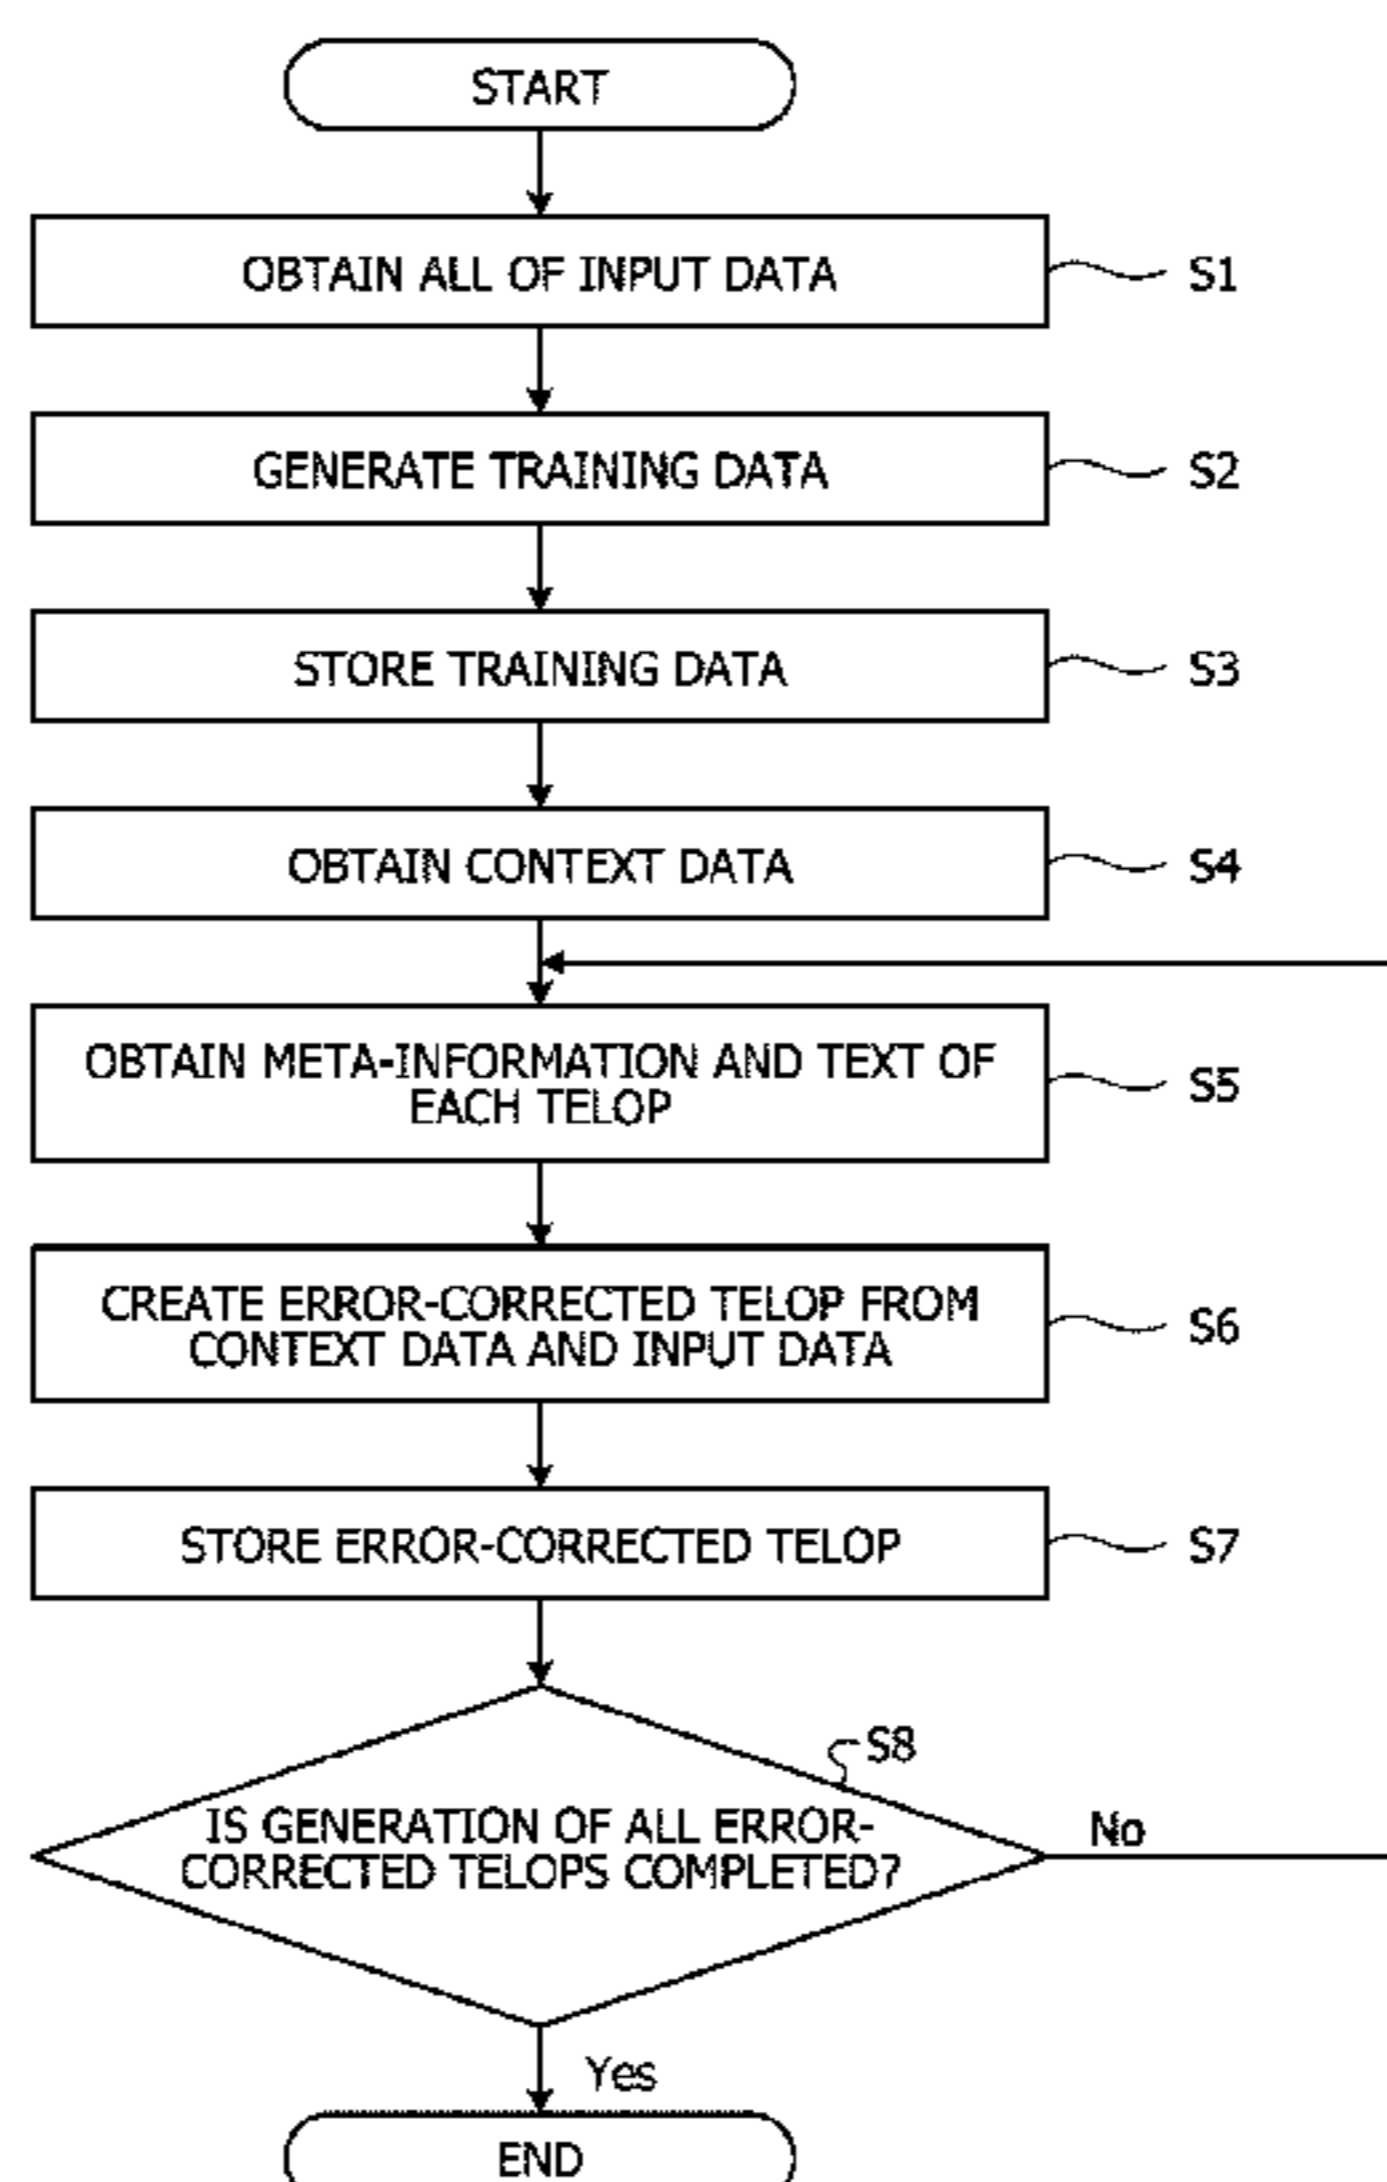 START
OBTAIN ALL OF INPUT DATA
S1
GENERATE TRAINING DATA
S2
STORE TRAINING DATA
S3
OBTAIN CONTEXT DATA
S4
OBTAIN META-INFORMATION AND TEXT OF
EACH TELOP
S5
CREATE ERROR-CORRECTED TELOP FROM
CONTEXT DATA AND INPUT DATA
S6
STORE ERROR-CORRECTED TELOP
S7
S8
IS GENERATION OF ALL ERROR-
CORRECTED TELOPS COMPLETED?
No
Yes
END